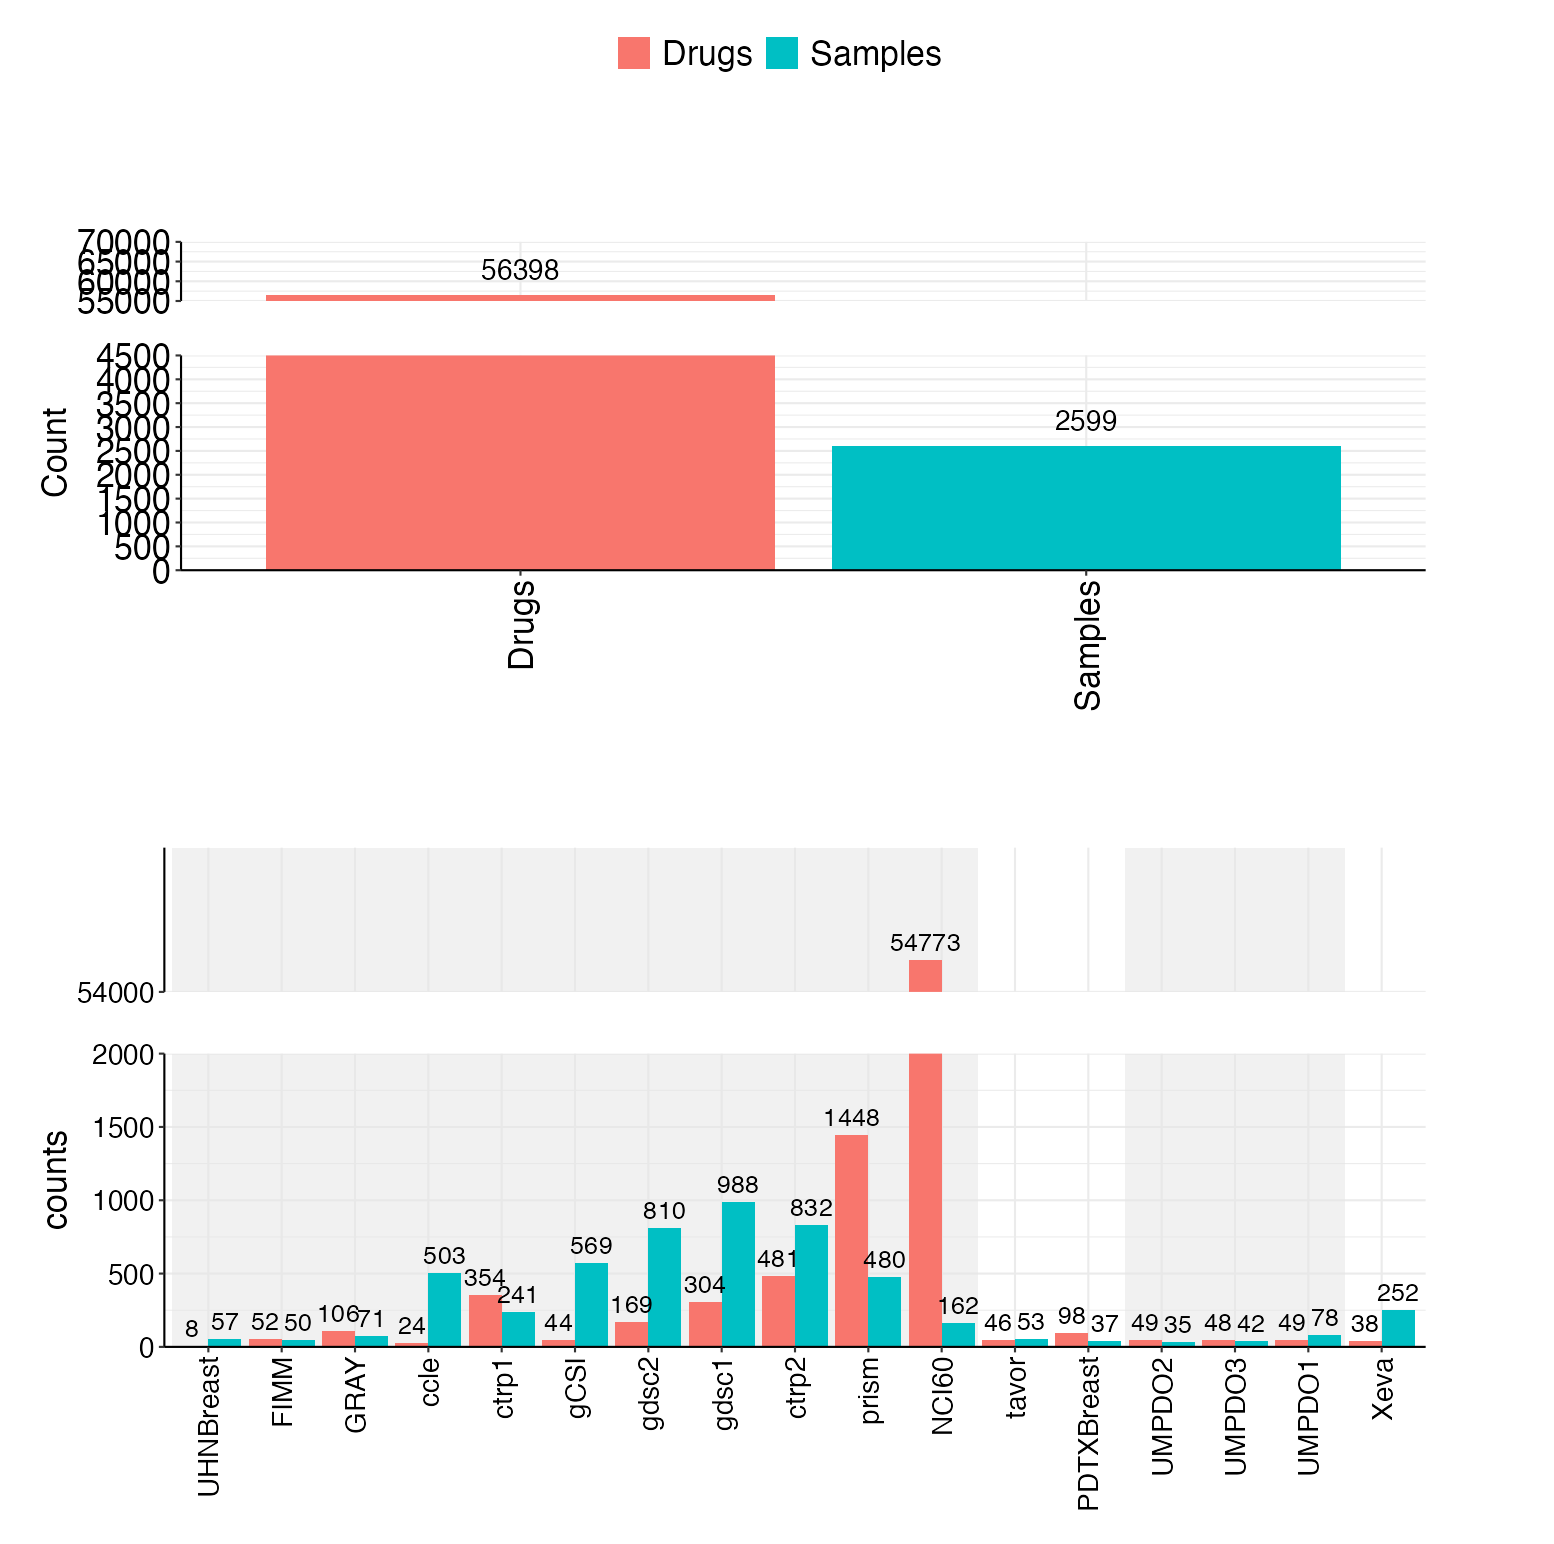 Drugs Samples
70000
65000
60000
55000
56398
4500
4000
3500
3000
2500
2000
1500
1000
500
0
2599
Count
Drugs
Samples
54000
54773
2000
1500
1000
500
0
counts
8 57 52 50 106 71 24 503 354 241 44 569 169 810 304 988 481 832 1448 480 162 46 53 98 37 49 35 48 42 49 78 38 252
UHNBreast
FIMM
GRAY
ccle
ctrp1
gCSI
gdsc2
gdsc1
ctrp2
prism
NCI60
tavor
PDTXBreast
UMPDO2
UMPDO3
UMPDO1
Xeva